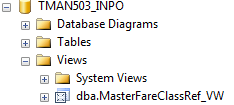 TMAN503_INPO
Database Diagrams
Tables
Views
System Views
dba.MasterFareClassRef_VW